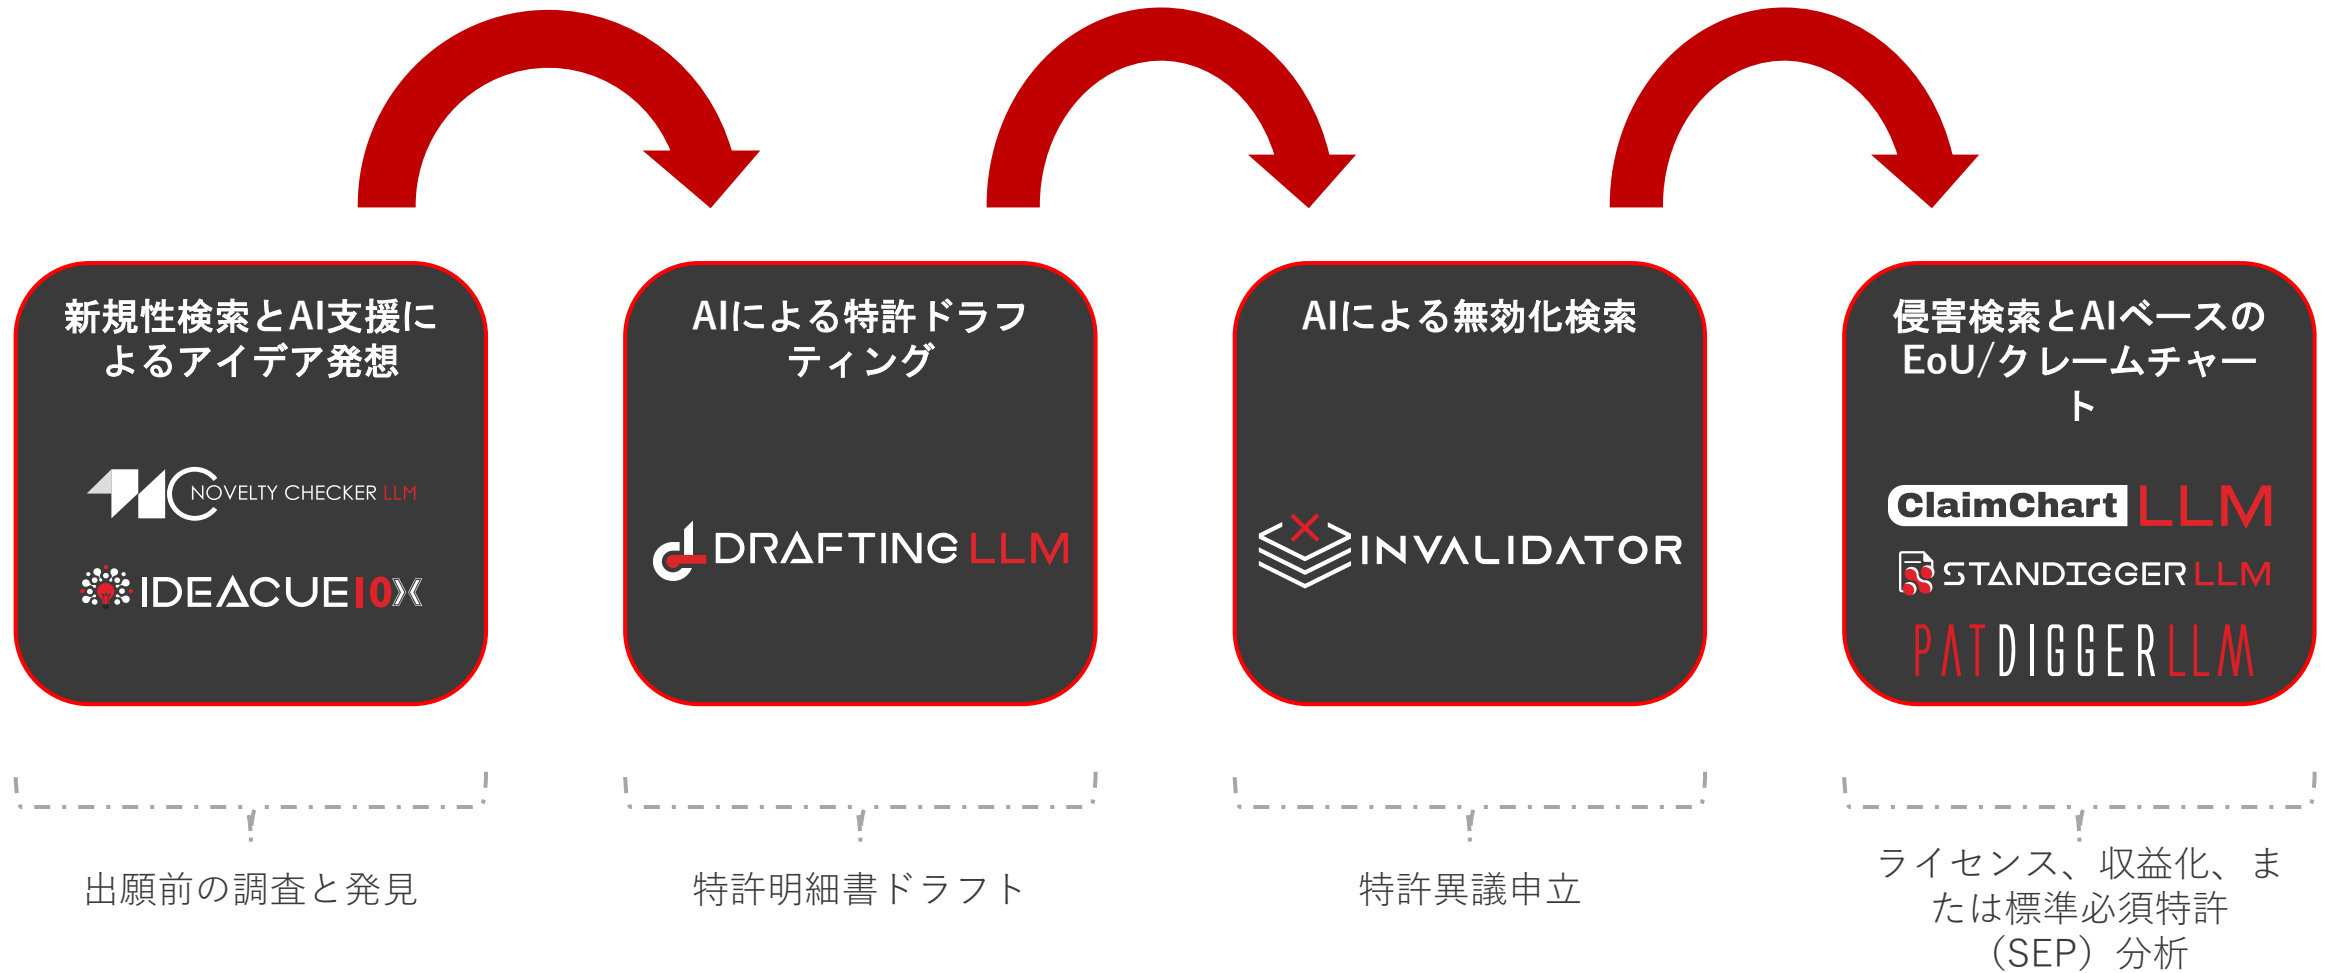 新規性検索とAI支援に
よるアイデア発想
NOVELTY CHECKER LLM
IDEACUE10X
出願前の調査と発見
AIによる特許ドラフ
ティング
DRAFTING LLM
特許明細書ドラフト
AIによる無効化検索
INVALIDATOR
特許異議申立
侵害検索とAIベースの
EoU/クレームチャー
ト
ClaimChart LLM
STANDIGGER LLM
PATDIGGERLLM
ライセンス、収益化、ま
たは標準必須特許
（SEP）分析